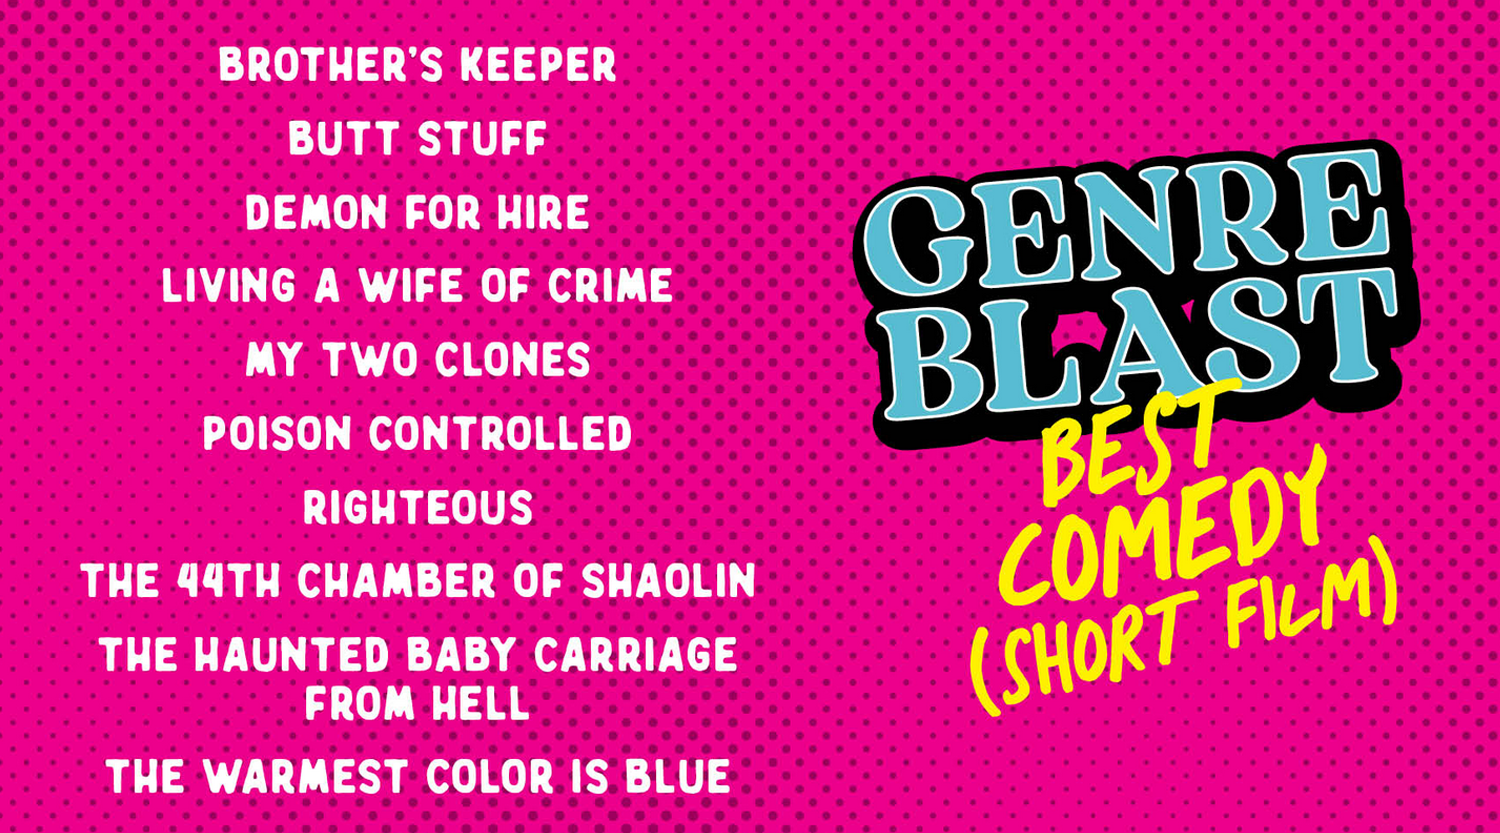 BROTHER'S KEEPER
BUTT STUFF
DEMON FOR HIRE
LIVING A WIFE OF CRIME
MY TWO CLONES
POISON CONTROLLED
RIGHTEOUS
THE 44TH CHAMBER OF SHAOLIN
THE HAUNTED BABY CARRIAGE
FROM HELL
THE WARMEST COLOR IS BLUE
GENRE
BLAST
BEST
COMEDY
(SHORT FILM)